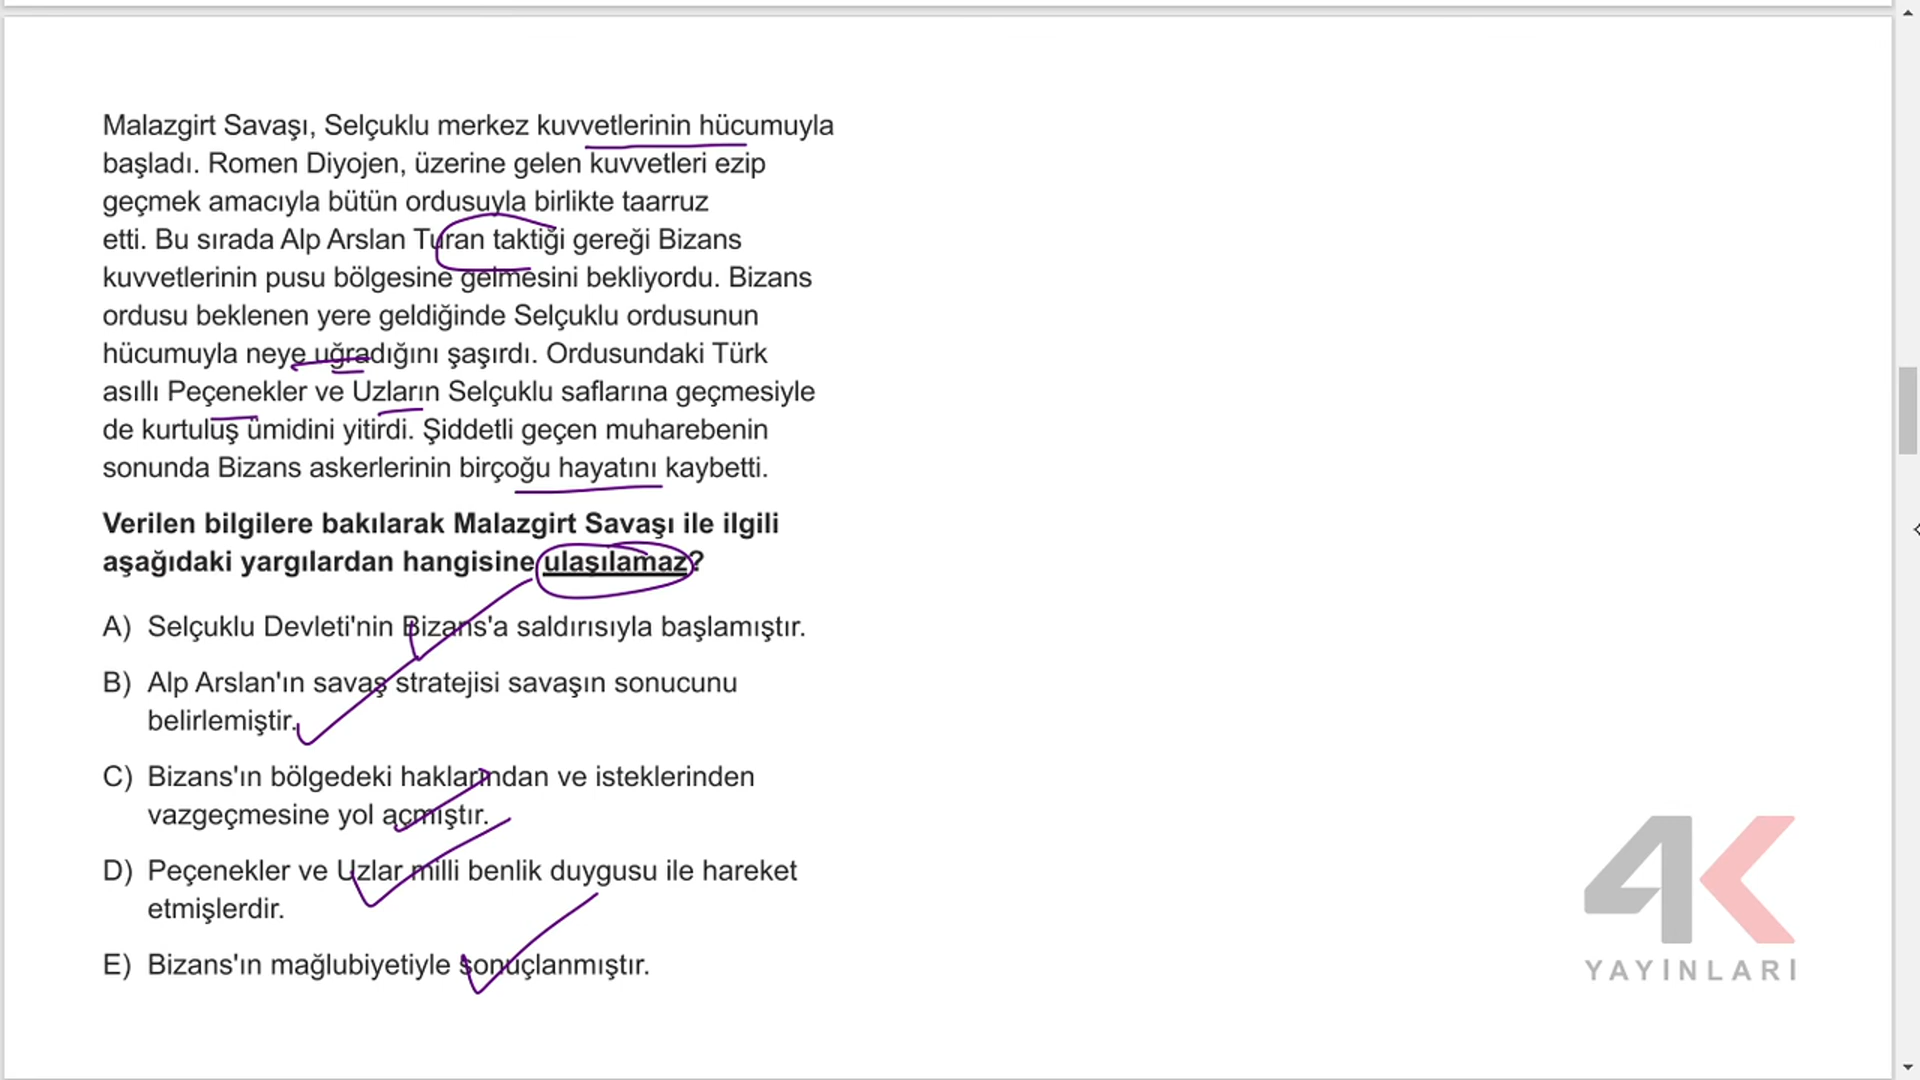 Malazgirt Savaşı, Selçuklu merkez kuvvetlerinin hücumuyla
başladı. Romen Diyojen, üzerine gelen kuvvetleri ezip
geçmek amacıyla bütün ordusuyla birlikte taarruz
etti. Bu sırada Alp Arslan Turan taktiği gereği Bizans
kuvvetlerinin pusu bölgesine gelmesini bekliyordu. Bizans
ordusu beklenen yere geldiğinde Selçuklu ordusunun
hücumuyla neye uğradığını şaşırdı. Ordusundaki Türk
asıllı Peçenekler ve Uzların Selçuklu saflarına geçmesiyle
de kurtuluş ümidini yitirdi. Şiddetli geçen muharebenin
sonunda Bizans askerlerinin birçoğu hayatını kaybetti.
Verilen bilgilere bakılarak Malazgirt Savaşı ile ilgili
aşağıdaki yargılardan hangisine ulaşılamaz?
A) Selçuklu Devleti'nin Bizans'a saldırısıyla başlamıştır.
B) Alp Arslan'ın savaş stratejisi savaşın sonucunu
belirlemiştir.
C) Bizans'ın bölgedeki haklarından ve isteklerinden
vazgeçmesine yol açmıştır.
D) Peçenekler ve Uzlar milli benlik duygusu ile hareket
etmişlerdir.
E) Bizans'ın mağlubiyetiyle sonuçlanmıştır.
4K
YAYINLARI